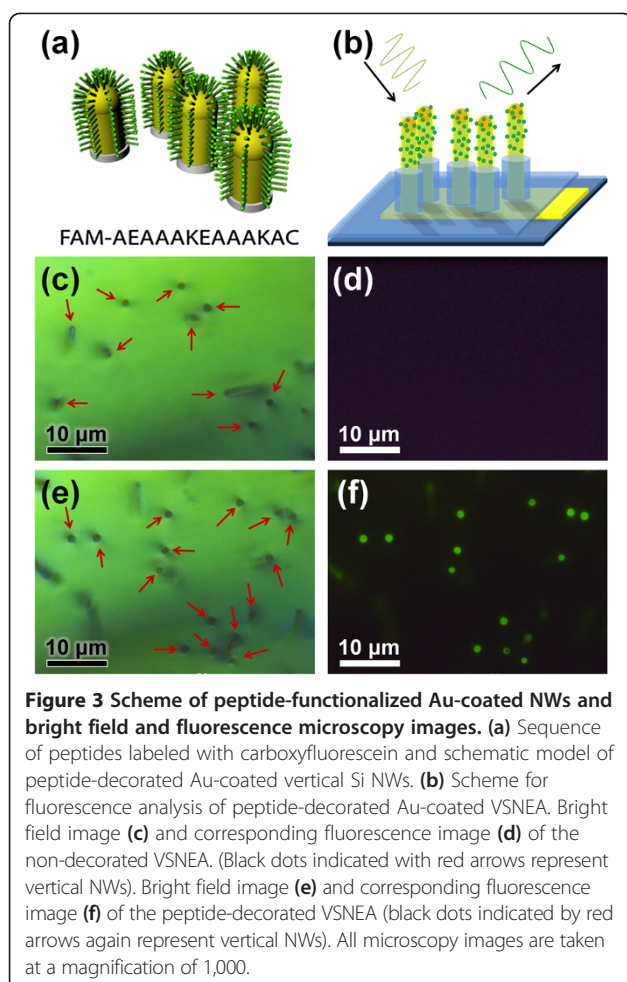 (a)
(b)
FAM-AEAAAKEAAAKAC
(c)
10 µm
(d)
10 µm
(e)
10 µm
(f)
10 µm
Figure 3 Scheme of peptide-functionalized Au-coated NWs and
bright field and fluorescence microscopy images. (a) Sequence
of peptides labeled with carboxyfluorescein and schematic model of
peptide-decorated Au-coated vertical Si NWs. (b) Scheme for
fluorescence analysis of peptide-decorated Au-coated VSNEA. Bright
field image (c) and corresponding fluorescence image (d) of the
non-decorated VSNEA. (Black dots indicated with red arrows represent
vertical NWs). Bright field image (e) and corresponding fluorescence
image (f) of the peptide-decorated VSNEA (black dots indicated by red
arrows again represent vertical NWs). All microscopy images are taken
at a magnification of 1,000.